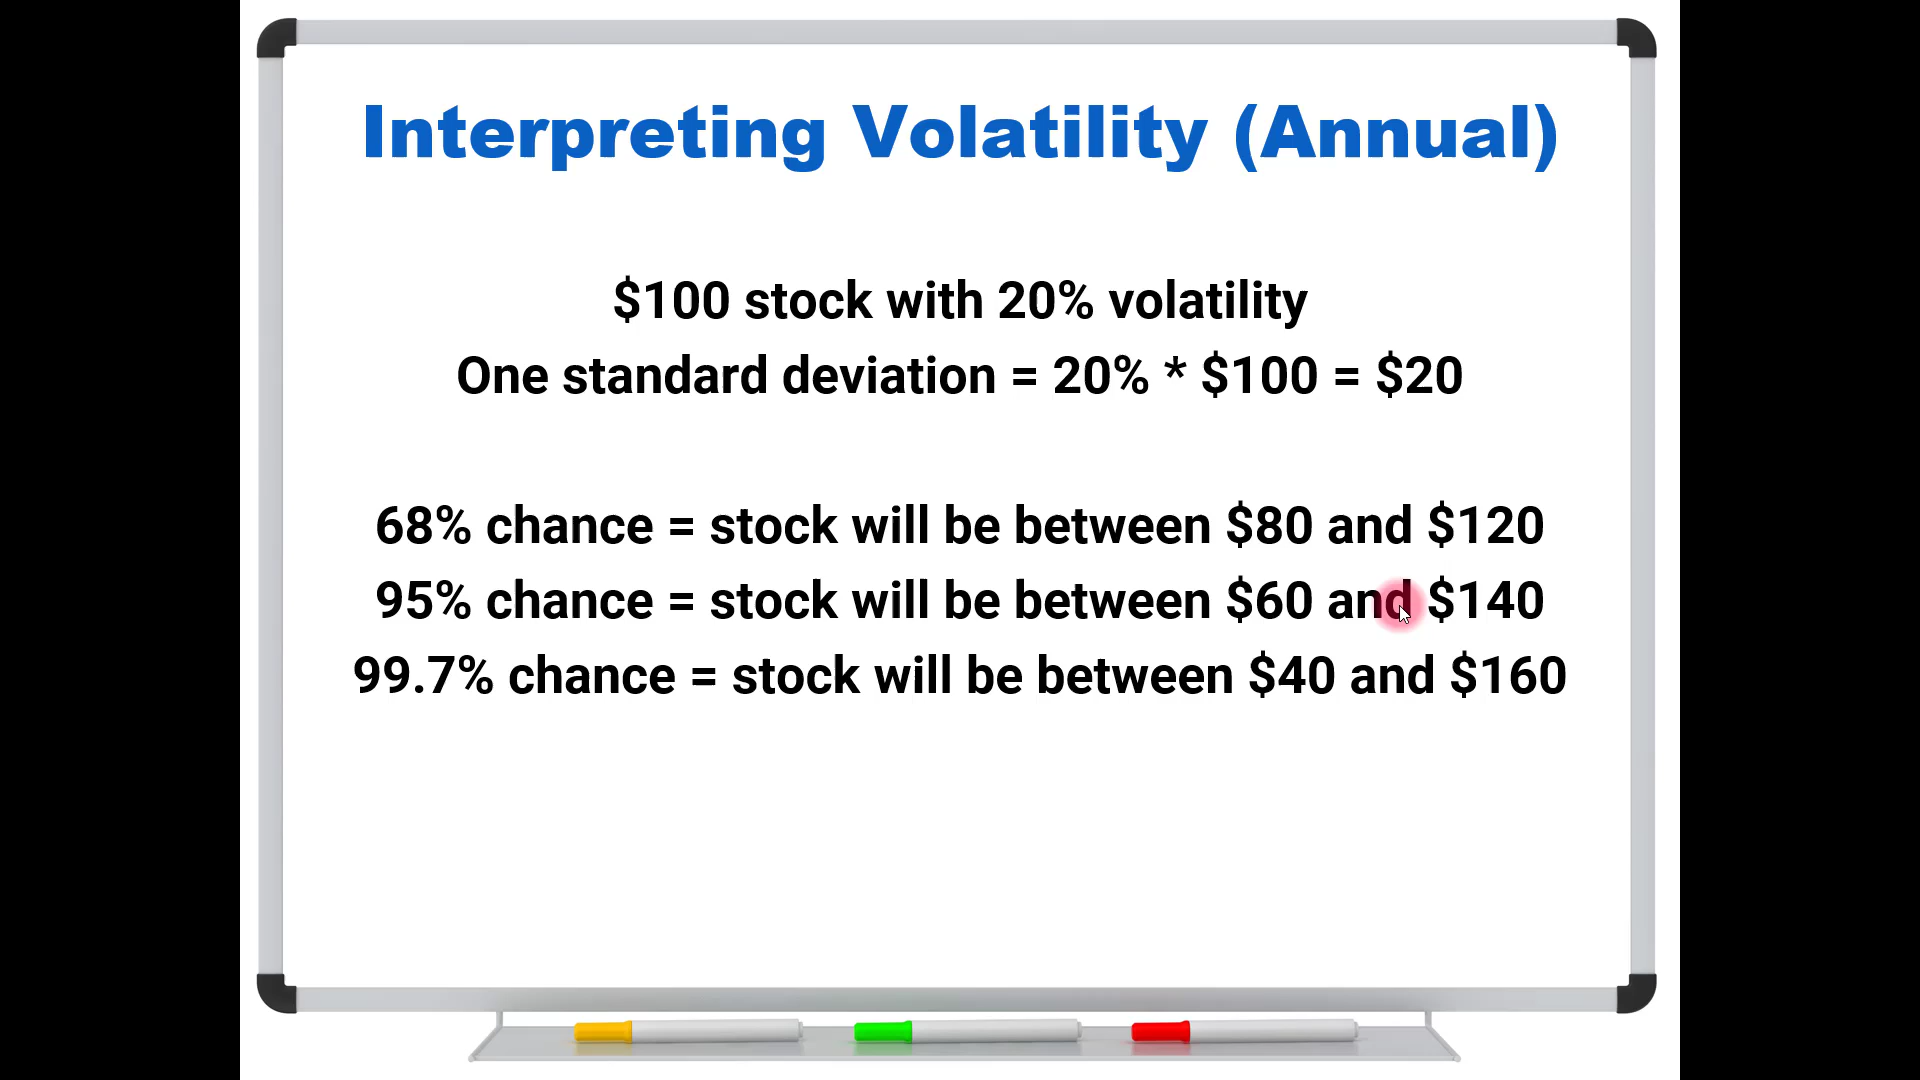 Interpreting Volatility (Annual)
$100 stock with 20% volatility
One standard deviation = 20% * $100 = $20
68% chance = stock will be between $80 and $120
95% chance = stock will be between $60 and $140
99.7% chance = stock will be between $40 and $160